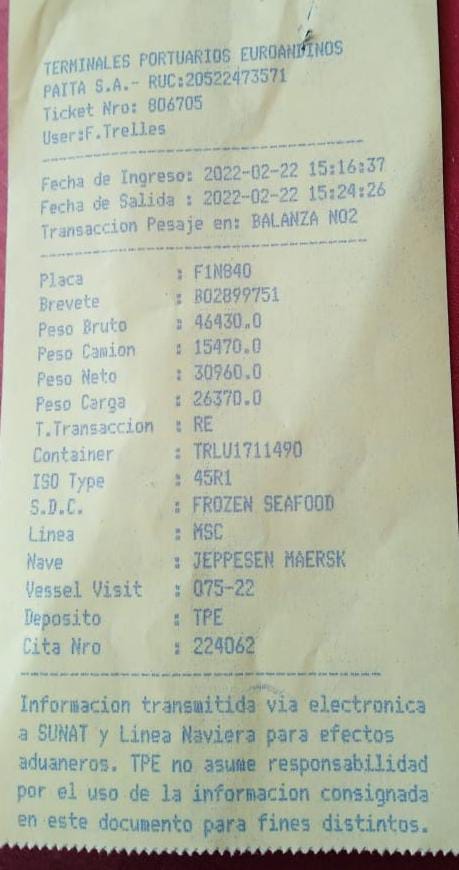 TERMINALES PORTUARIOS EUROANDINOS
PAITA S.A.- RUC:20522473571
Ticket Nro: 806705
User:F.Trelles
Fecha de Ingreso: 2022-02-22 15:16:37
Fecha de Salida : 2022-02-22 15:24:26
Transaccion Pesaje en: BALANZA NO2
Placa : F1N840
Brevete : B02899751
Peso Bruto : 46430.0
Peso Camion : 15470.0
Peso Neto : 30960.0
Peso Carga : 26370.0
T.Transaccion : RE
Container : TRLU1711490
ISO Type : 45R1
S.D.C. : FROZEN SEAFOOD
Linea : MSC
Nave : JEPPESEN MAERSK
Vessel Visit : 075-22
Deposito : TPE
Cita Nro : 224062
Informacion transmitida via electronica
a SUNAT y Linea Naviera para efectos
aduaneros. TPE no asume responsabilidad
por el uso de la informacion consignada
en este documento para fines distintos.